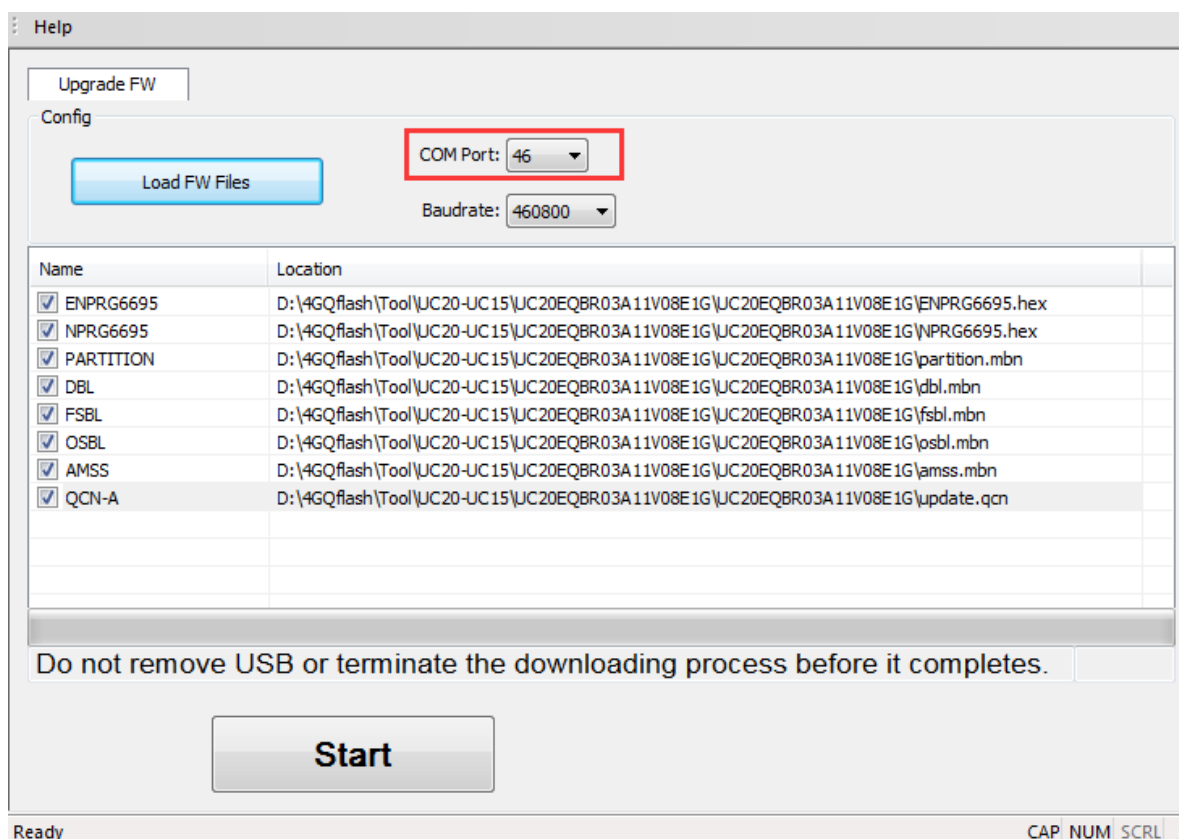 Help
Upgrade FW
Config
Load FW Files
COM Port: 46
Baudrate: 460800
Name Location
ENPRG6695 D:\4GQflash\Tool\UC20-UC15\UC20EQBR03A11V08E1G\UC20EQBR03A11V08E1G\ENPRG6695.hex
NPRG6695 D:\4GQflash\Tool\UC20-UC15\UC20EQBR03A11V08E1G\UC20EQBR03A11V08E1G\NPRG6695.hex
PARTITION D:\4GQflash\Tool\UC20-UC15\UC20EQBR03A11V08E1G\UC20EQBR03A11V08E1G\partition.mbn
DBL D:\4GQflash\Tool\UC20-UC15\UC20EQBR03A11V08E1G\UC20EQBR03A11V08E1G\dbl.mbn
FSBL D:\4GQflash\Tool\UC20-UC15\UC20EQBR03A11V08E1G\UC20EQBR03A11V08E1G\fsbl.mbn
OSBL D:\4GQflash\Tool\UC20-UC15\UC20EQBR03A11V08E1G\UC20EQBR03A11V08E1G\osbl.mbn
AMSS D:\4GQflash\Tool\UC20-UC15\UC20EQBR03A11V08E1G\UC20EQBR03A11V08E1G\amss.mbn
QCN-A D:\4GQflash\Tool\UC20-UC15\UC20EQBR03A11V08E1G\UC20EQBR03A11V08E1G\update.qcn
Do not remove USB or terminate the downloading process before it completes.
Start
Ready CAP NUM SCRL